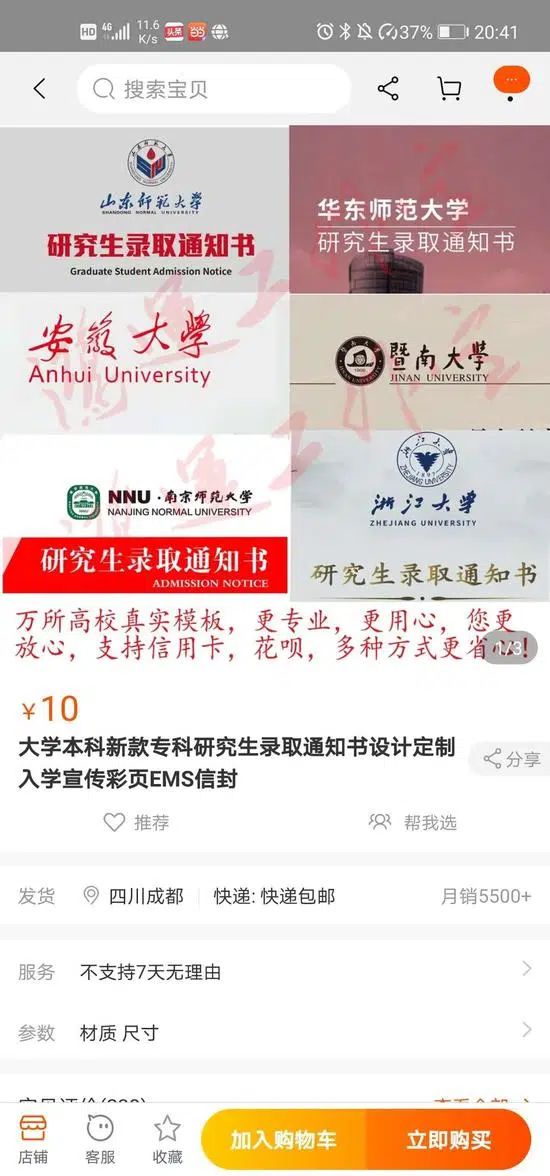 HD 4G 11.6 K/s 头条 37% 20:41
搜索宝贝
山东师范大学
SHANDONG NORMAL UNIVERSITY
研究生录取通知书
Graduate Student Admission Notice
华东师范大学
研究生录取通知书
安徽大學
Anhui University
暨南大學
JINAN UNIVERSITY
NNU·南京师范大学
NANJING NORMAL UNIVERSITY
研究生录取通知书
ADMISSION NOTICE
浙江大学
ZHEJIANG UNIVERSITY
研究生录取通知书
万所高校真实模板，更专业，更用心，您更
放心，支持信用卡，花呗，多种方式更省心!
1/3
¥10
大学本科新款专科研究生录取通知书设计定制
入学宣传彩页EMS信封
分享
推荐
帮我选
发货 四川成都 快递: 快递包邮 月销5500+
服务 不支持7天无理由
参数 材质 尺寸
店铺
客服
收藏
加入购物车
立即购买